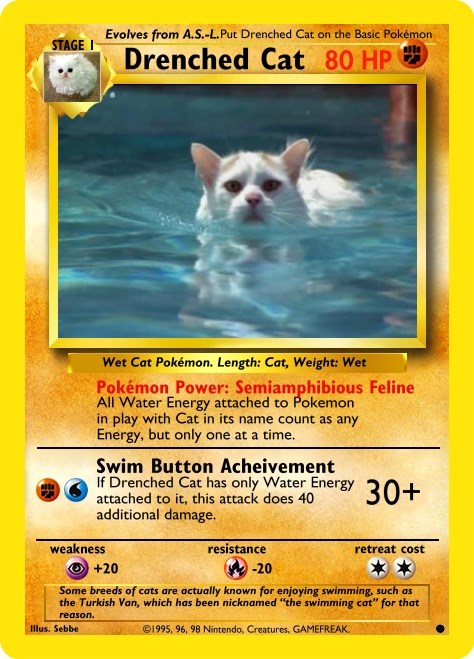 Evolves from A.S.-L. Put Drenched Cat on the Basic Pokémon
STAGE 1
Drenched Cat 80 HP
Wet Cat Pokémon. Length: Cat, Weight: Wet
Pokémon Power: Semiamphibious Feline
All Water Energy attached to Pokemon
in play with Cat in its name count as any
Energy, but only one at a time.
Swim Button Acheivement
If Drenched Cat has only Water Energy
attached to it, this attack does 40
additional damage.
30+
weakness resistance retreat cost
+20 -20
Some breeds of cats are actually known for enjoying swimming, such as
the Turkish Van, which has been nicknamed "the swimming cat" for that
reason.
Illus. Sebbe ©1995, 96, 98 Nintendo, Creatures, GAMEFREAK.